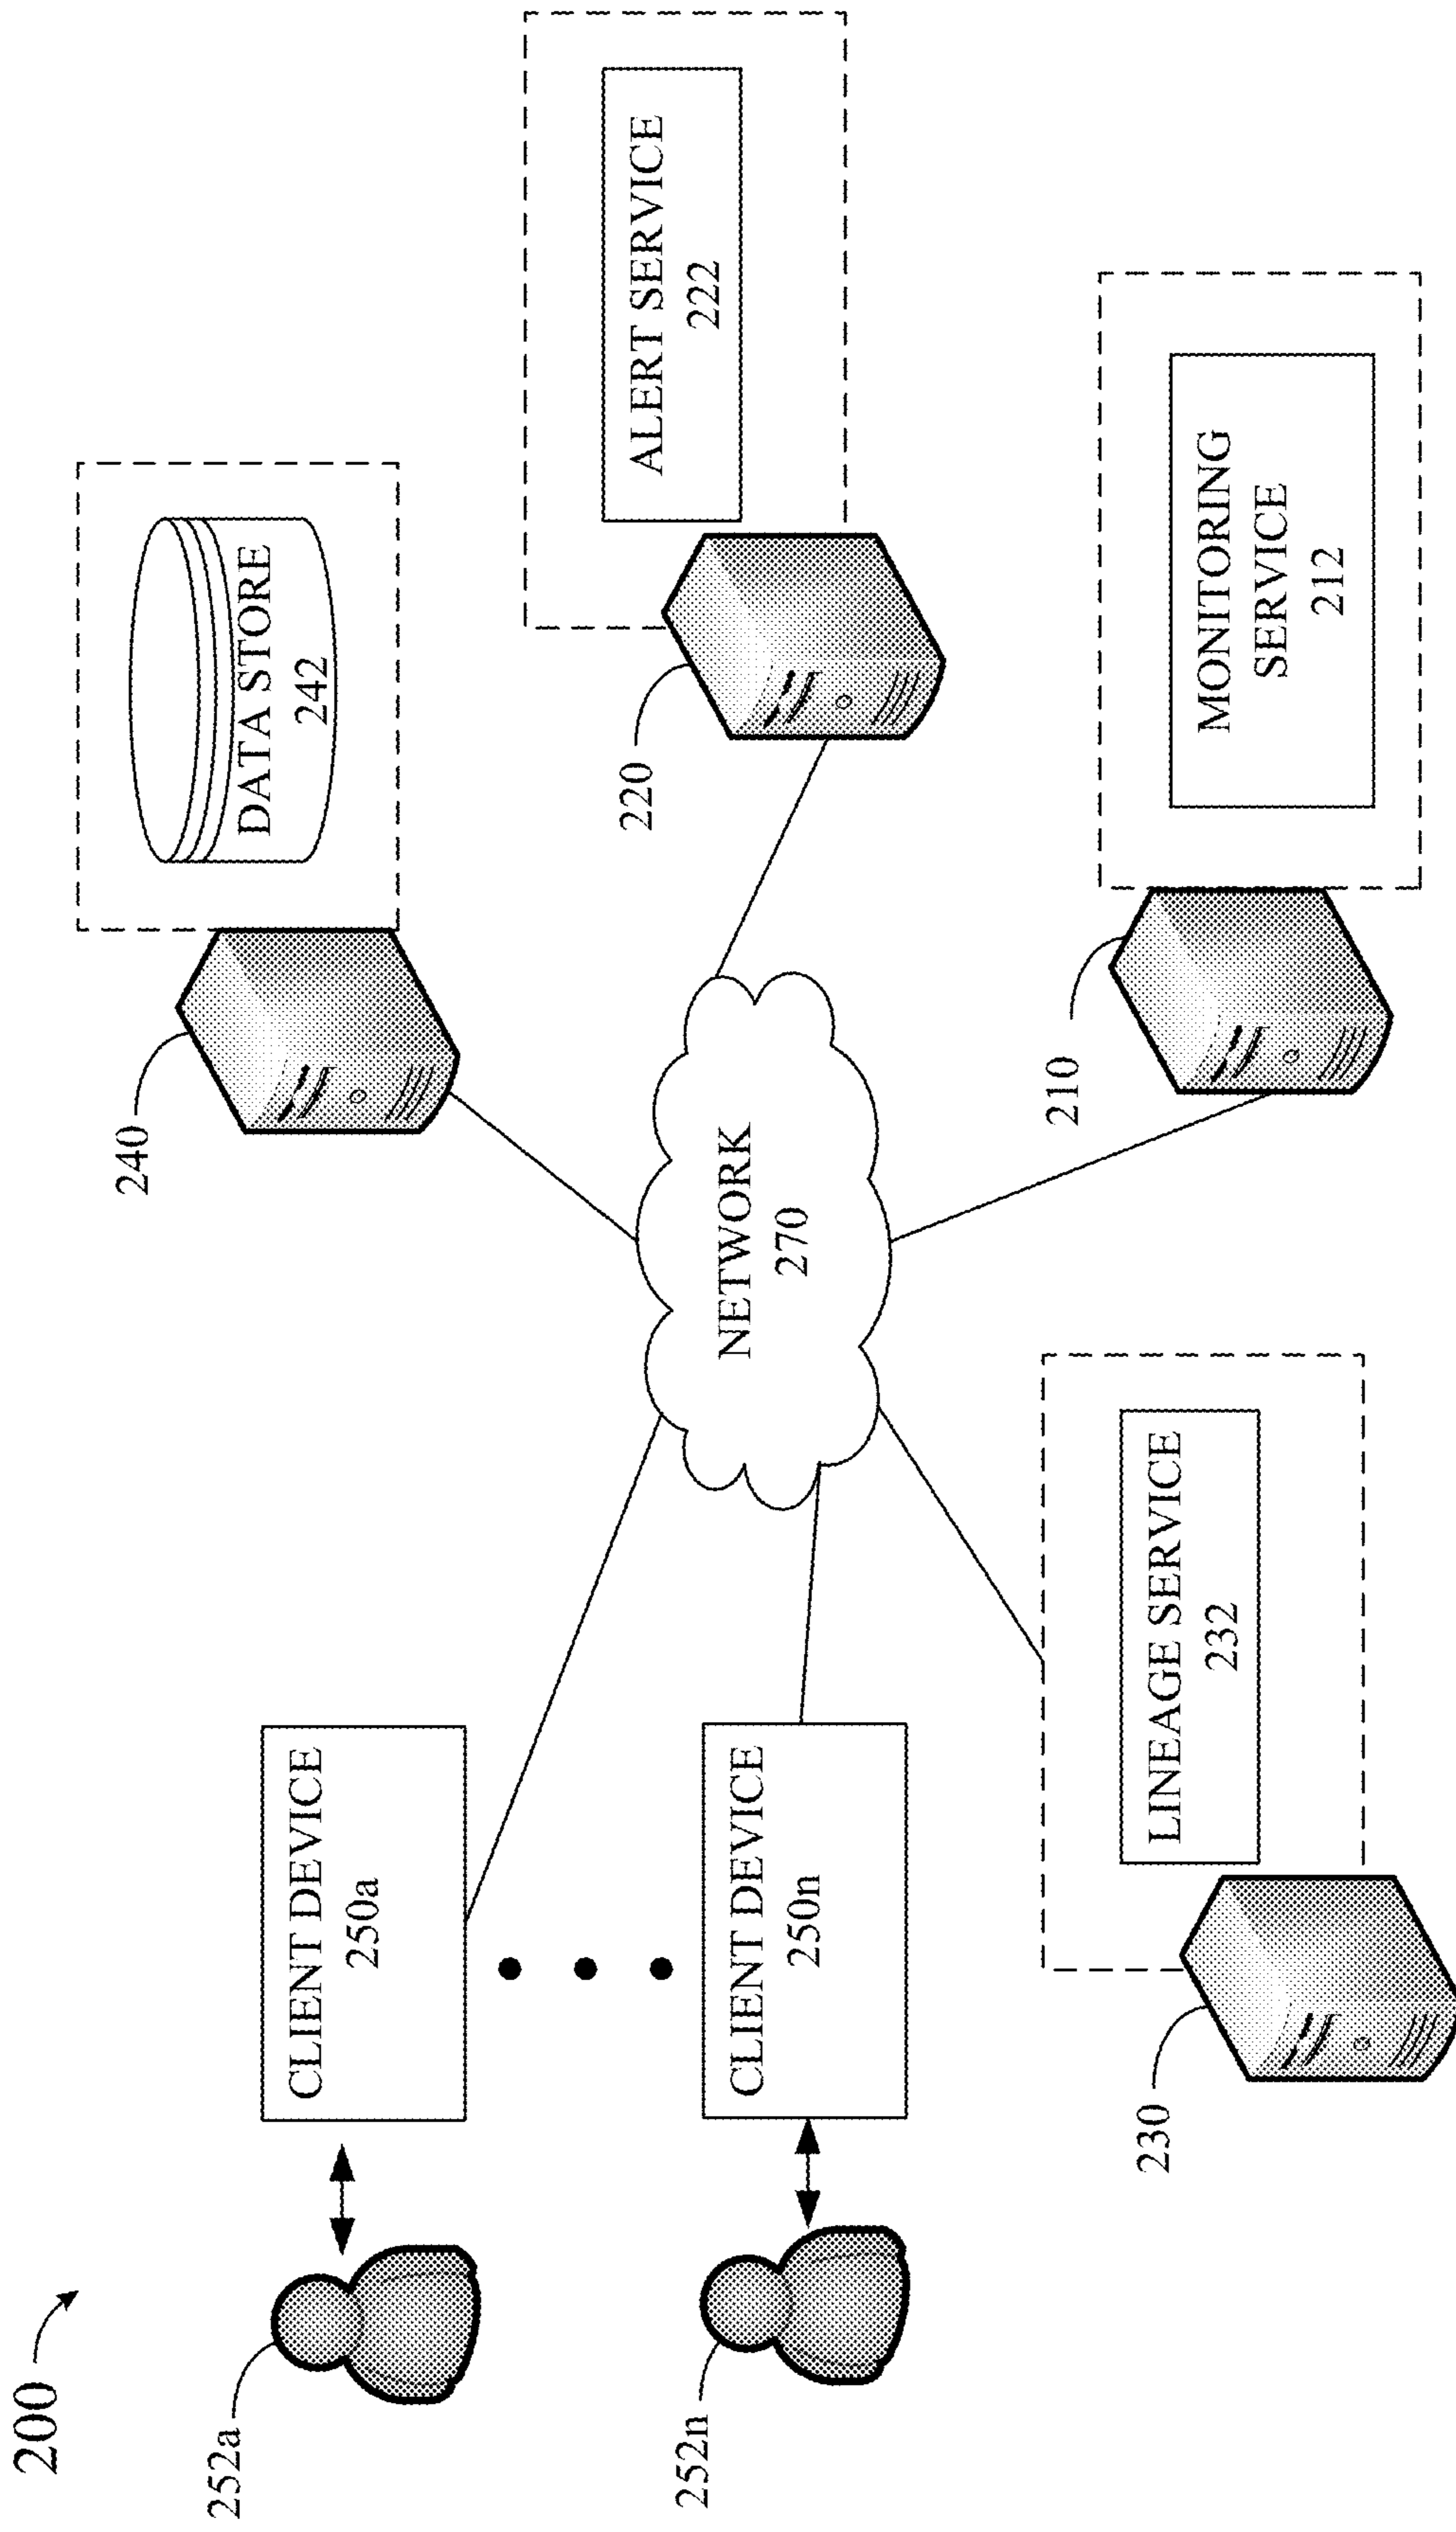 200
252a
CLIENT DEVICE
250a
252n
CLIENT DEVICE
250n
240
DATA STORE
242
220
ALERT SERVICE
222
NETWORK
270
230
LINEAGE SERVICE
232
210
MONITORING
SERVICE
212